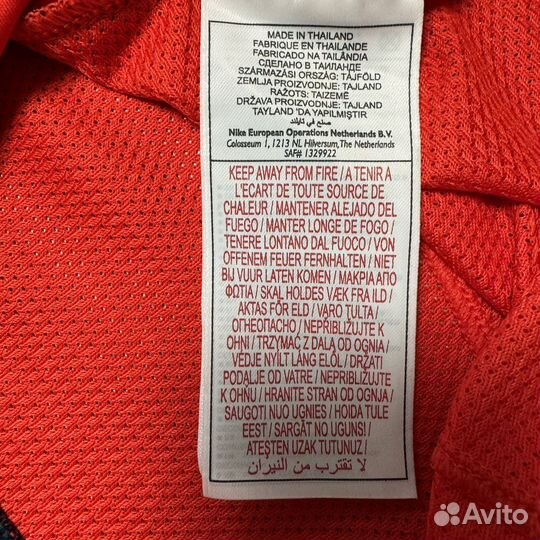 MADE IN THAILAND
FABRIQUE EN THAILANDE
FABRICADO NA TAILÂNDIA
СДЕЛАНО В ТАИЛАНДЕ
SZÁRMAZÁSI ORSZÁG: TÁJFÖLD
ZEMLJA PROIZVODNJE: TAJLAND
RAŽOTS: TAIZEMĒ
DRŽAVA PROIZVODNJE: TAJLAND
TAYLAND 'DA YAPILMIŞTIR
صنع في تايلند
Nike European Operations Netherlands B.V.
Colosseum 1, 1213 NL Hilversum, The Netherlands
SAF# 1329922
KEEP AWAY FROM FIRE / A TENIR A
L'ECART DE TOUTE SOURCE DE
CHALEUR / MANTENER ALEJADO DEL
FUEGO / MANTER LONGE DE FOGO /
TENERE LONTANO DAL FUOCO / VON
OFFENEM FEUER FERNHALTEN / NIET
BIJ VUUR LATEN KOMEN / ΜΑΚΡΙΑ ΑΠΟ
ΦΩΤΙΑ / SKAL HOLDES VÆK FRA ILD /
AKTAS FÖR ELD / VARO TULTA /
ОГНЕОПАСНО / NEPŘIBLIŽUJTE K
OHNI / TRZYMAĆ Z DALA OD OGNIA /
VÉDJE NYÍLT LÁNG ELŐL / DRŽATI
PODALJE OD VATRE / NEPRIBLIŽUJTE
K OHŇU / HRANITE STRAN OD OGNJA /
SAUGOTI NUO UGNIES / HOIDA TULE
EEST / SARGĀT NO UGUNS! /
ATEŞTEN UZAK TUTUNUZ /
لا تقترب من النيران
Avito